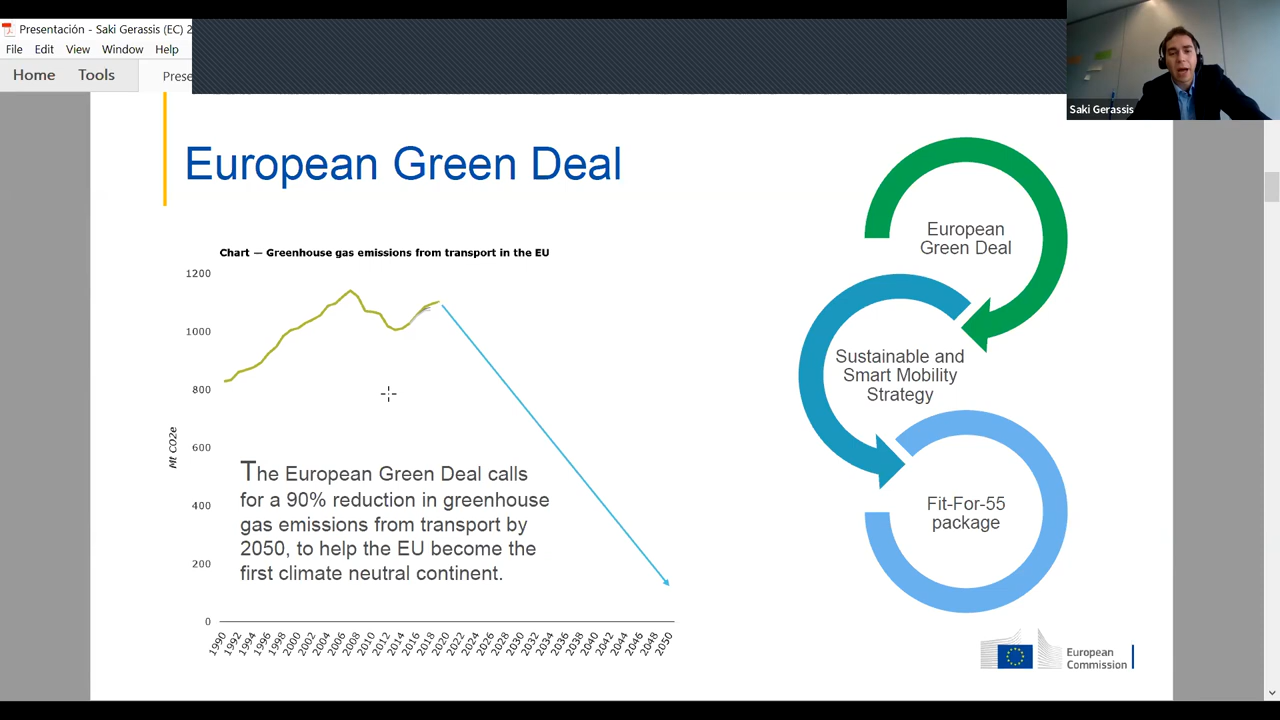 Presentación - Saki Gerassis (EC) 2
File Edit View Window Help
Home Tools Prese
Saki Gerassis
European Green Deal
Chart — Greenhouse gas emissions from transport in the EU
1200
1000
800
600
400
200
0
Mt CO2e
1990 1992 1994 1996 1998 2000 2002 2004 2006 2008 2010 2012 2014 2016 2018 2020 2022 2024 2026 2028 2030 2032 2034 2036 2038 2040 2042 2044 2046 2048 2050
The European Green Deal calls
for a 90% reduction in greenhouse
gas emissions from transport by
2050, to help the EU become the
first climate neutral continent.
European
Green Deal
Sustainable and
Smart Mobility
Strategy
Fit-For-55
package
European
Commission